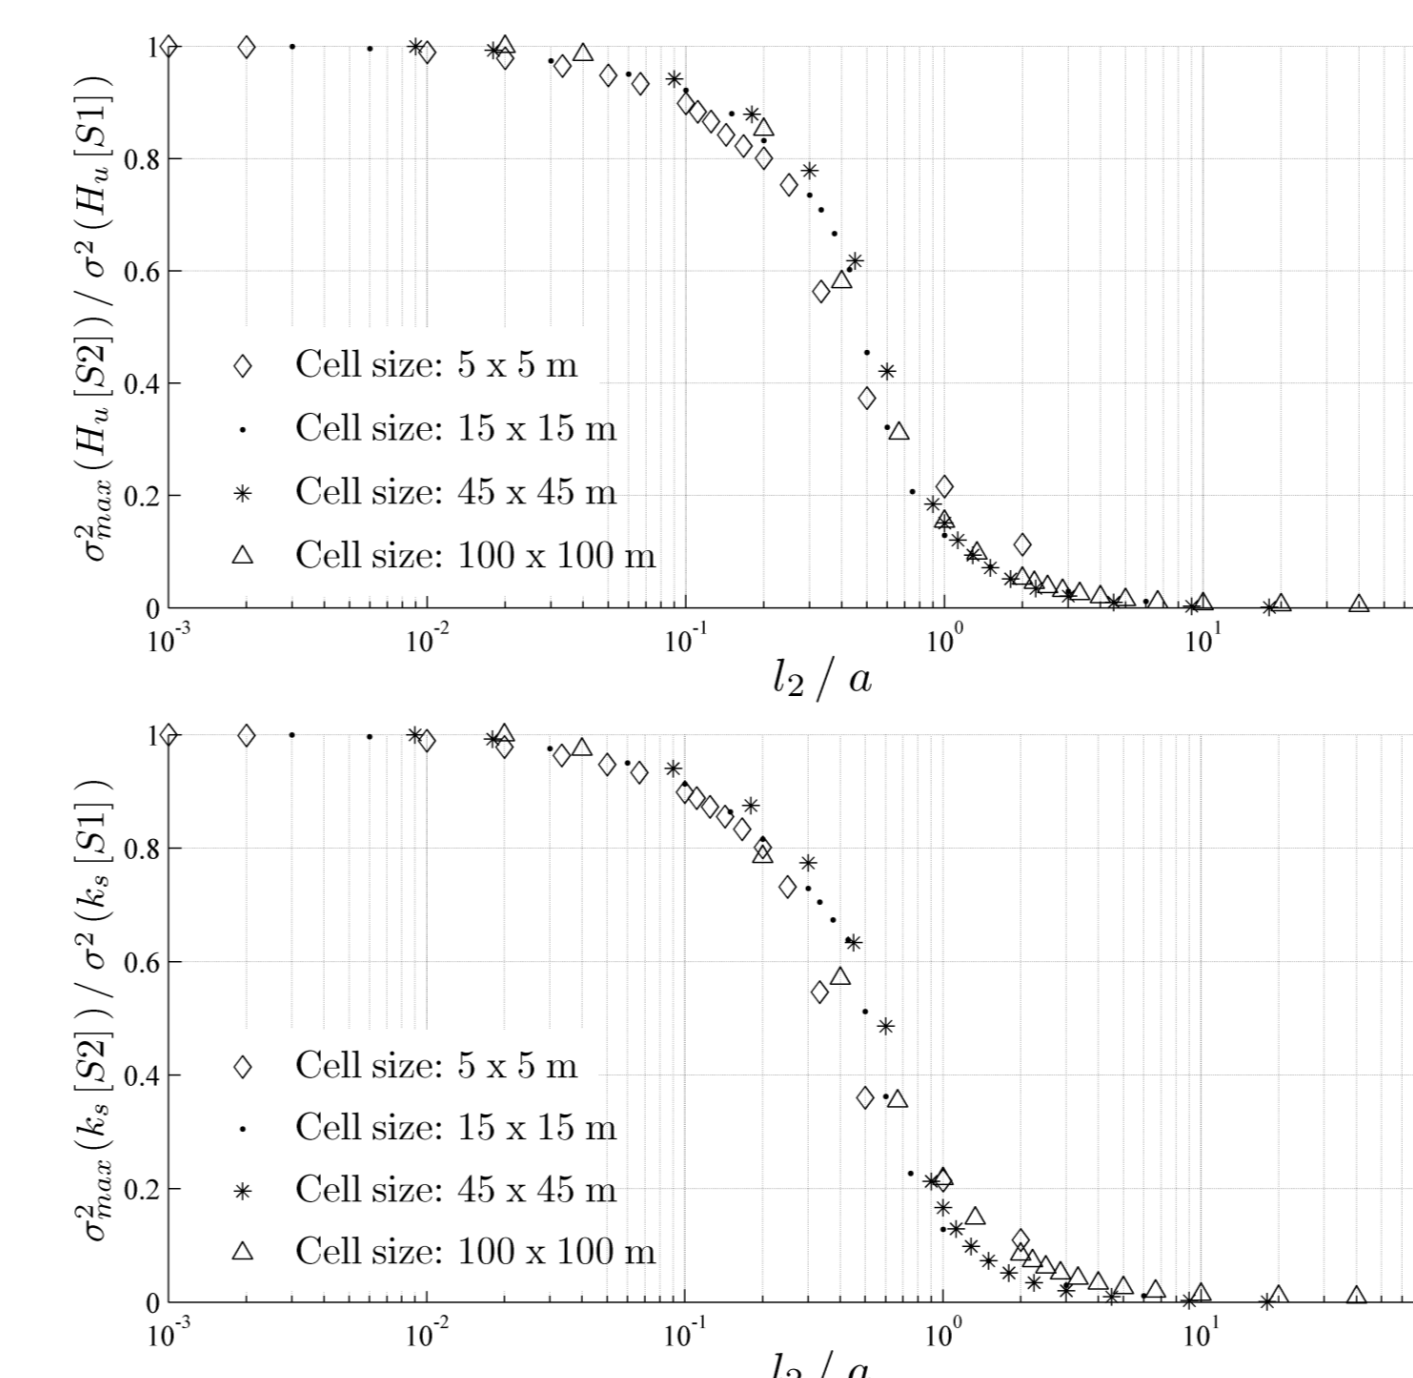 σ²max (Hu [S2]) / σ² (Hu [S1])
1
0.8
0.6
0.4
0.2
0
◇ Cell size: 5 x 5 m
· Cell size: 15 x 15 m
* Cell size: 45 x 45 m
△ Cell size: 100 x 100 m
10⁻³ 10⁻² 10⁻¹ 10⁰ 10¹
l₂ / a
σ²max (ks [S2]) / σ² (ks [S1])
1
0.8
0.6
0.4
0.2
0
◇ Cell size: 5 x 5 m
· Cell size: 15 x 15 m
* Cell size: 45 x 45 m
△ Cell size: 100 x 100 m
10⁻³ 10⁻² 10⁻¹ 10⁰ 10¹
l₂ / a